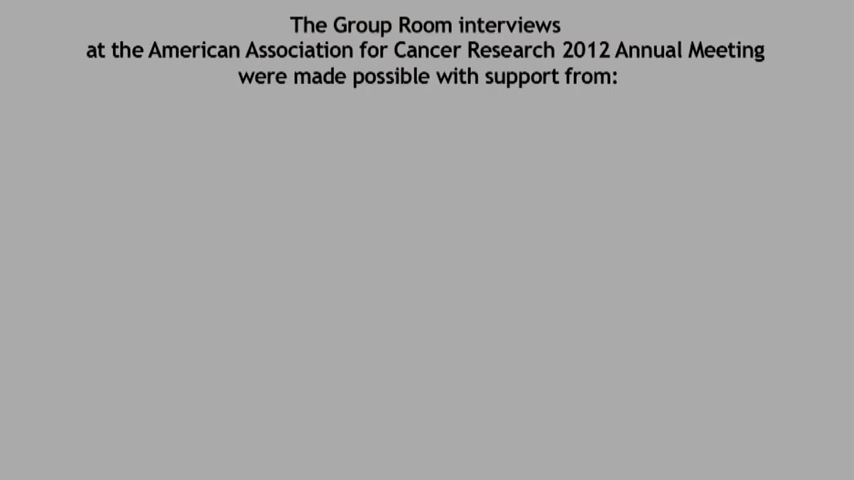 The Group Room interviews
at the American Association for Cancer Research 2012 Annual Meeting
were made possible with support from: